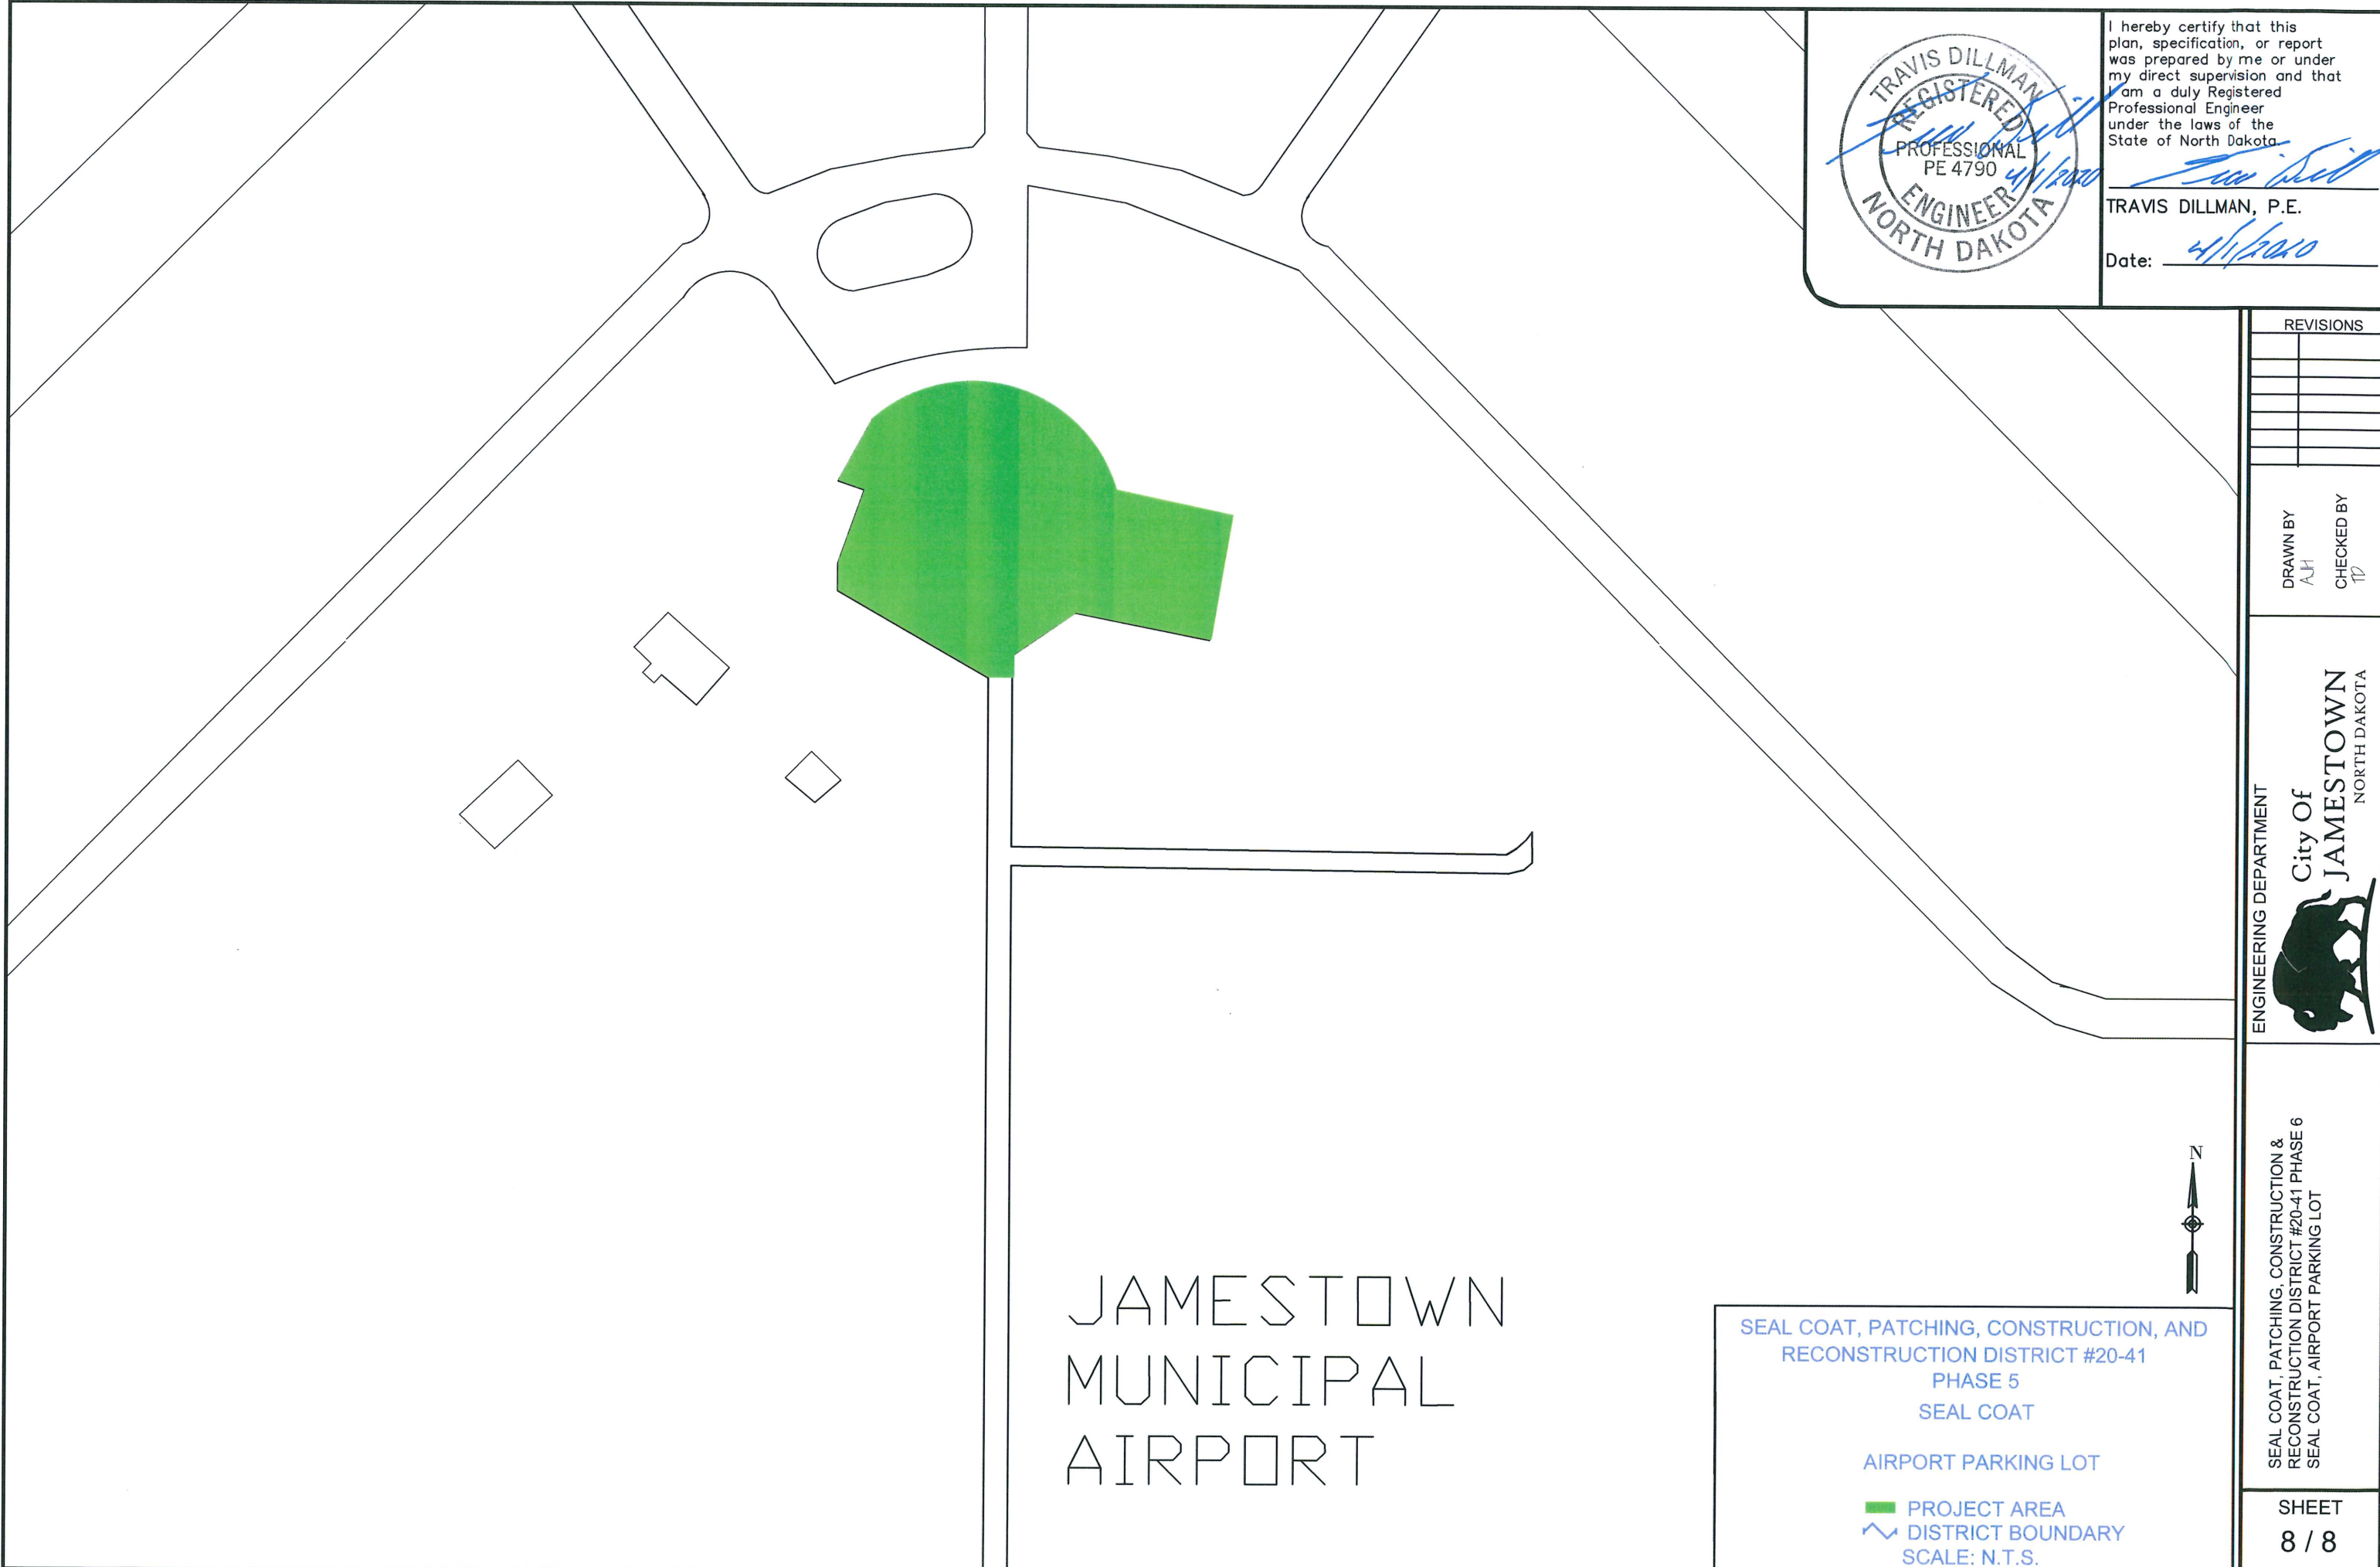 TRAVIS DILLMAN
REGISTERED
PROFESSIONAL
PE 4790
ENGINEER
NORTH DAKOTA
4/1/2020
I hereby certify that this
plan, specification, or report
was prepared by me or under
my direct supervision and that
I am a duly Registered
Professional Engineer
under the laws of the
State of North Dakota.
TRAVIS DILLMAN, P.E.
Date: 4/1/2020
REVISIONS
DRAWN BY
AJH
CHECKED BY
TD
ENGINEERING DEPARTMENT
City Of
JAMESTOWN
NORTH DAKOTA
SEAL COAT, PATCHING, CONSTRUCTION &
RECONSTRUCTION DISTRICT #20-41 PHASE 6
SEAL COAT, AIRPORT PARKING LOT
SHEET
8 / 8
N
JAMESTOWN
MUNICIPAL
AIRPORT
SEAL COAT, PATCHING, CONSTRUCTION, AND
RECONSTRUCTION DISTRICT #20-41
PHASE 5
SEAL COAT
AIRPORT PARKING LOT
PROJECT AREA
DISTRICT BOUNDARY
SCALE: N.T.S.